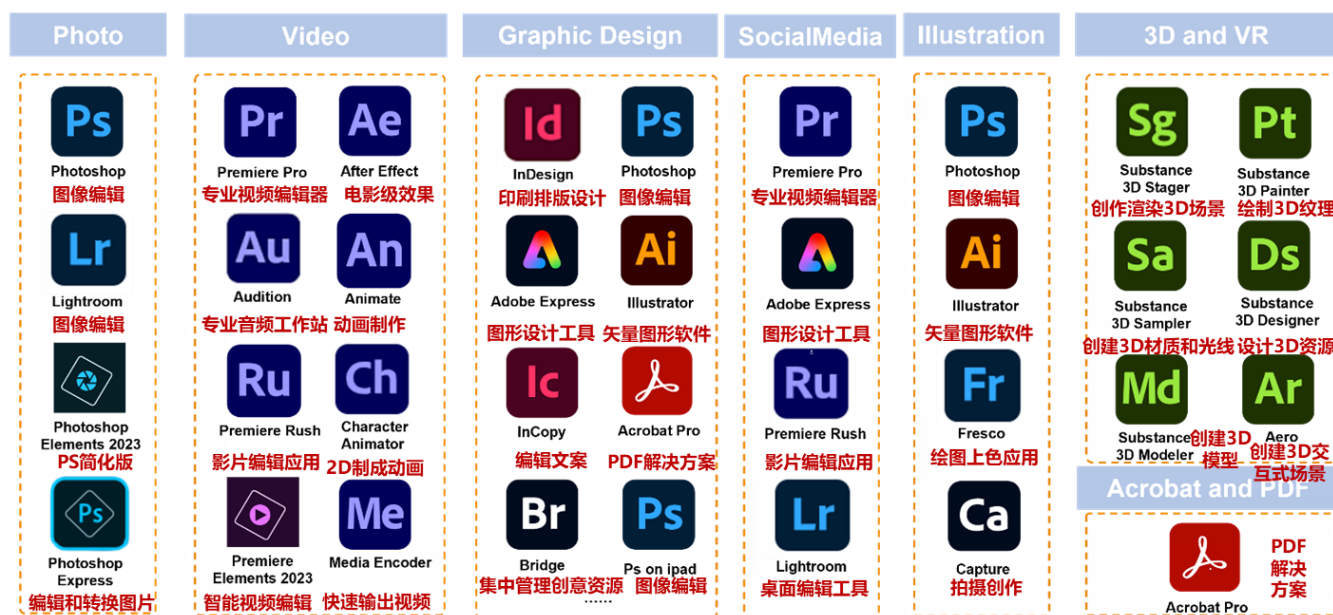 Photo
Ps
Photoshop
图像编辑
Lr
Lightroom
图像编辑
Photoshop
Elements 2023
PS简化版
Ps
Photoshop
Express
编辑和转换图片
Video
Pr
Ae
Premiere Pro
After Effect
专业视频编辑器
电影级效果
Au
An
Audition
Animate
专业音频工作站
动画制作
Ru
Ch
Premiere Rush
Character
Animator
影片编辑应用
2D制成动画
Me
Premiere
Elements 2023
Media Encoder
智能视频编辑
快速输出视频
Graphic Design
Id
Ps
InDesign
Photoshop
印刷排版设计
图像编辑
Ai
Adobe Express
Illustrator
图形设计工具
矢量图形软件
Ic
InCopy
Acrobat Pro
编辑文案
PDF解决方案
Br
Ps
Bridge
Ps on ipad
集中管理创意资源
图像编辑
......
SocialMedia
Pr
Premiere Pro
专业视频编辑器
Adobe Express
图形设计工具
Ru
Premiere Rush
影片编辑应用
Lr
Lightroom
桌面编辑工具
Illustration
Ps
Photoshop
图像编辑
Ai
Illustrator
矢量图形软件
Fr
Fresco
绘图上色应用
Ca
Capture
拍摄创作
3D and VR
Sg
Pt
Substance
3D Stager
Substance
3D Painter
创作渲染3D场景
绘制3D纹理
Sa
Ds
Substance
3D Sampler
Substance
3D Designer
创建3D材质和光线
设计3D资源
Md
Ar
Substance
3D Modeler
创建3D
模型
Aero
创建3D交
互式场景
Acrobat and PDF
Acrobat Pro
PDF
解决
方案